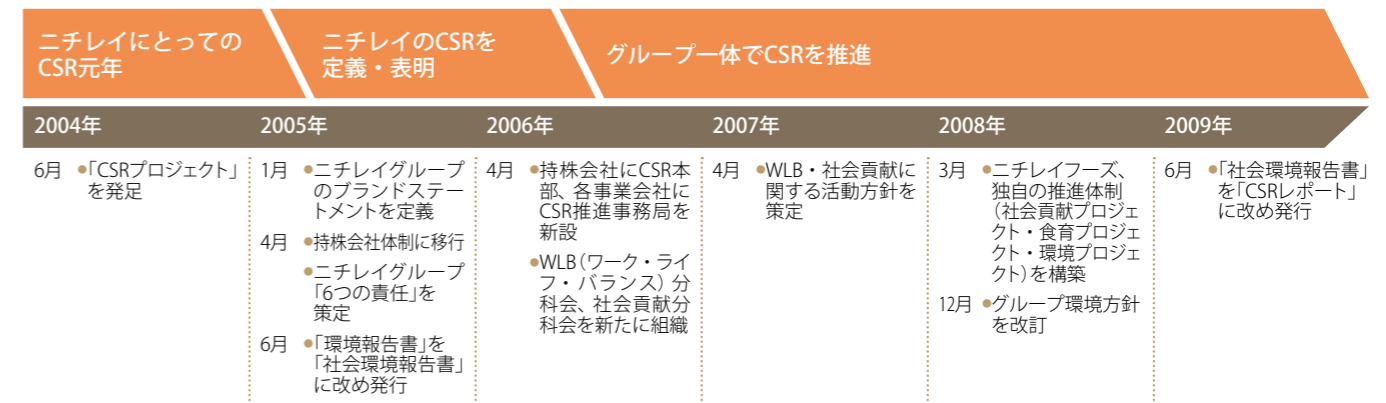 ニチレイにとっての
CSR元年
ニチレイのCSRを
定義・表明
グループ一体でCSRを推進
2004年
2005年
2006年
2007年
2008年
2009年
6月 ●「CSRプロジェクト」
を発足
1月 ●ニチレイグループ
のブランドステー
トメントを定義
4月 ●持株会社体制に移行
●ニチレイグループ
「6つの責任」を
策定
6月 ●「環境報告書」を
「社会環境報告書」
に改め発行
4月 ●持株会社にCSR本
部、各事業会社に
CSR推進事務局を
新設
●WLB(ワーク・ライ
フ・バランス)分
科会、社会貢献分
科会を新たに組織
4月 ●WLB・社会貢献に
関する活動方針を
策定
3月 ●ニチレイフーズ、
独自の推進体制
(社会貢献プロジェ
クト・食育プロジェ
クト・環境プロジェ
クト)を構築
12月 ●グループ環境方針
を改訂
6月 ●「社会環境報告書」
を「CSRレポート」
に改め発行